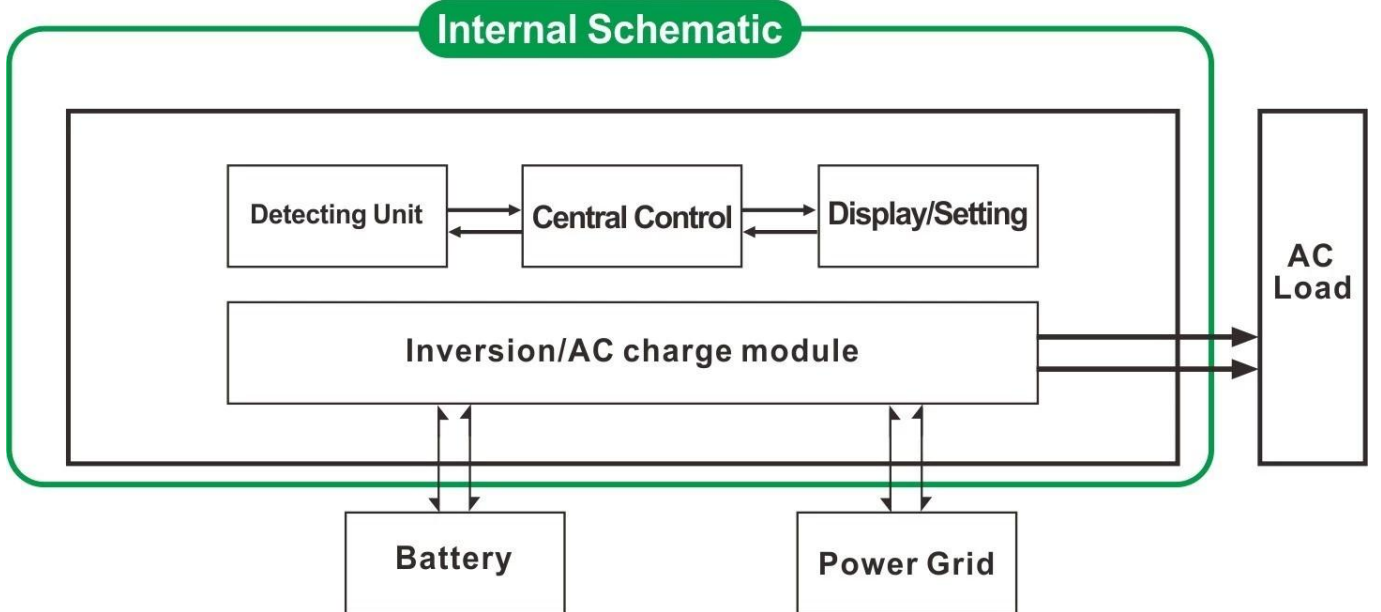 Internal Schematic
Detecting Unit
Central Control
Display/Setting
AC
Load
Inversion/AC charge module
Battery
Power Grid